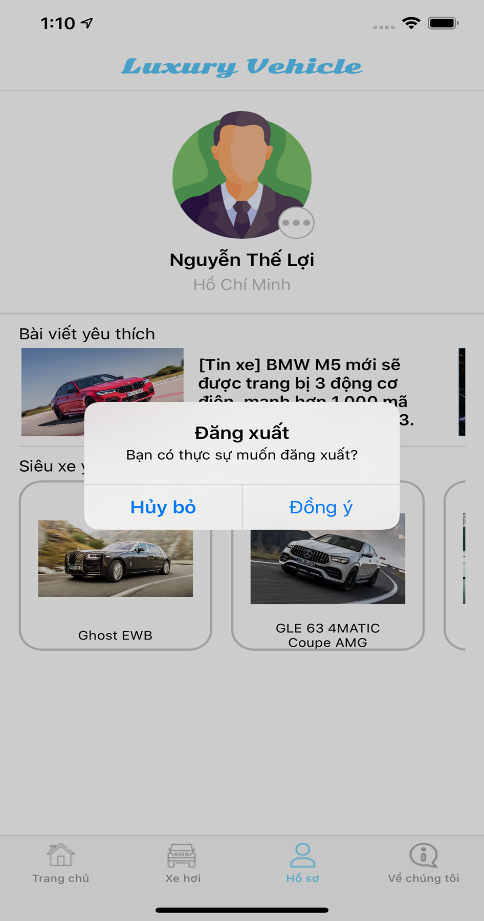 1:10
Luxury Vehicle
Nguyễn Thế Lợi
Hồ Chí Minh
Bài viết yêu thích
[Tin xe] BMW M5 mới sẽ
được trang bị 3 động cơ
điện, mạnh hơn 1.000 mã
3.
Đăng xuất
Bạn có thực sự muốn đăng xuất?
Siêu xe y
Hủy bỏ
Đồng ý
Ghost EWB
GLE 63 4MATIC
Coupe AMG
Trang chủ
Xe hơi
Hồ sơ
Về chúng tôi